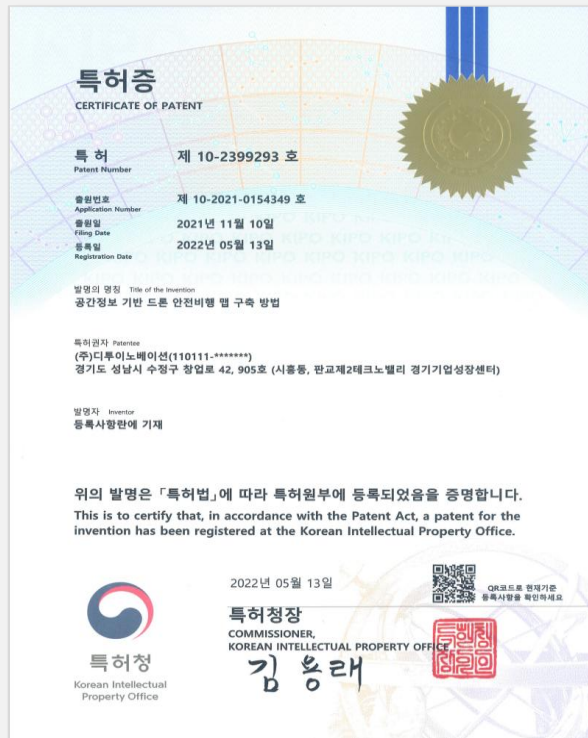 특허증
CERTIFICATE OF PATENT
특 허 제 10-2399293 호
Patent Number
출원번호 제 10-2021-0154349 호
Application Number
출원일 2021년 11월 10일
Filing Date
등록일 2022년 05월 13일
Registration Date
발명의 명칭 Title of the Invention
공간정보 기반 드론 안전비행 맵 구축 방법
특허권자 Patentee
(주)디투이노베이션(110111-*******)
경기도 성남시 수정구 창업로 42, 905호 (시흥동, 판교제2테크노밸리 경기기업성장센터)
발명자 Inventor
등록사항란에 기재
위의 발명은 「특허법」에 따라 특허원부에 등록되었음을 증명합니다.
This is to certify that, in accordance with the Patent Act, a patent for the
invention has been registered at the Korean Intellectual Property Office.
2022년 05월 13일
QR코드로 현재기준
등록사항을 확인하세요
특허청장
COMMISSIONER,
KOREAN INTELLECTUAL PROPERTY OFFICE
김용래
특허청
Korean Intellectual
Property Office